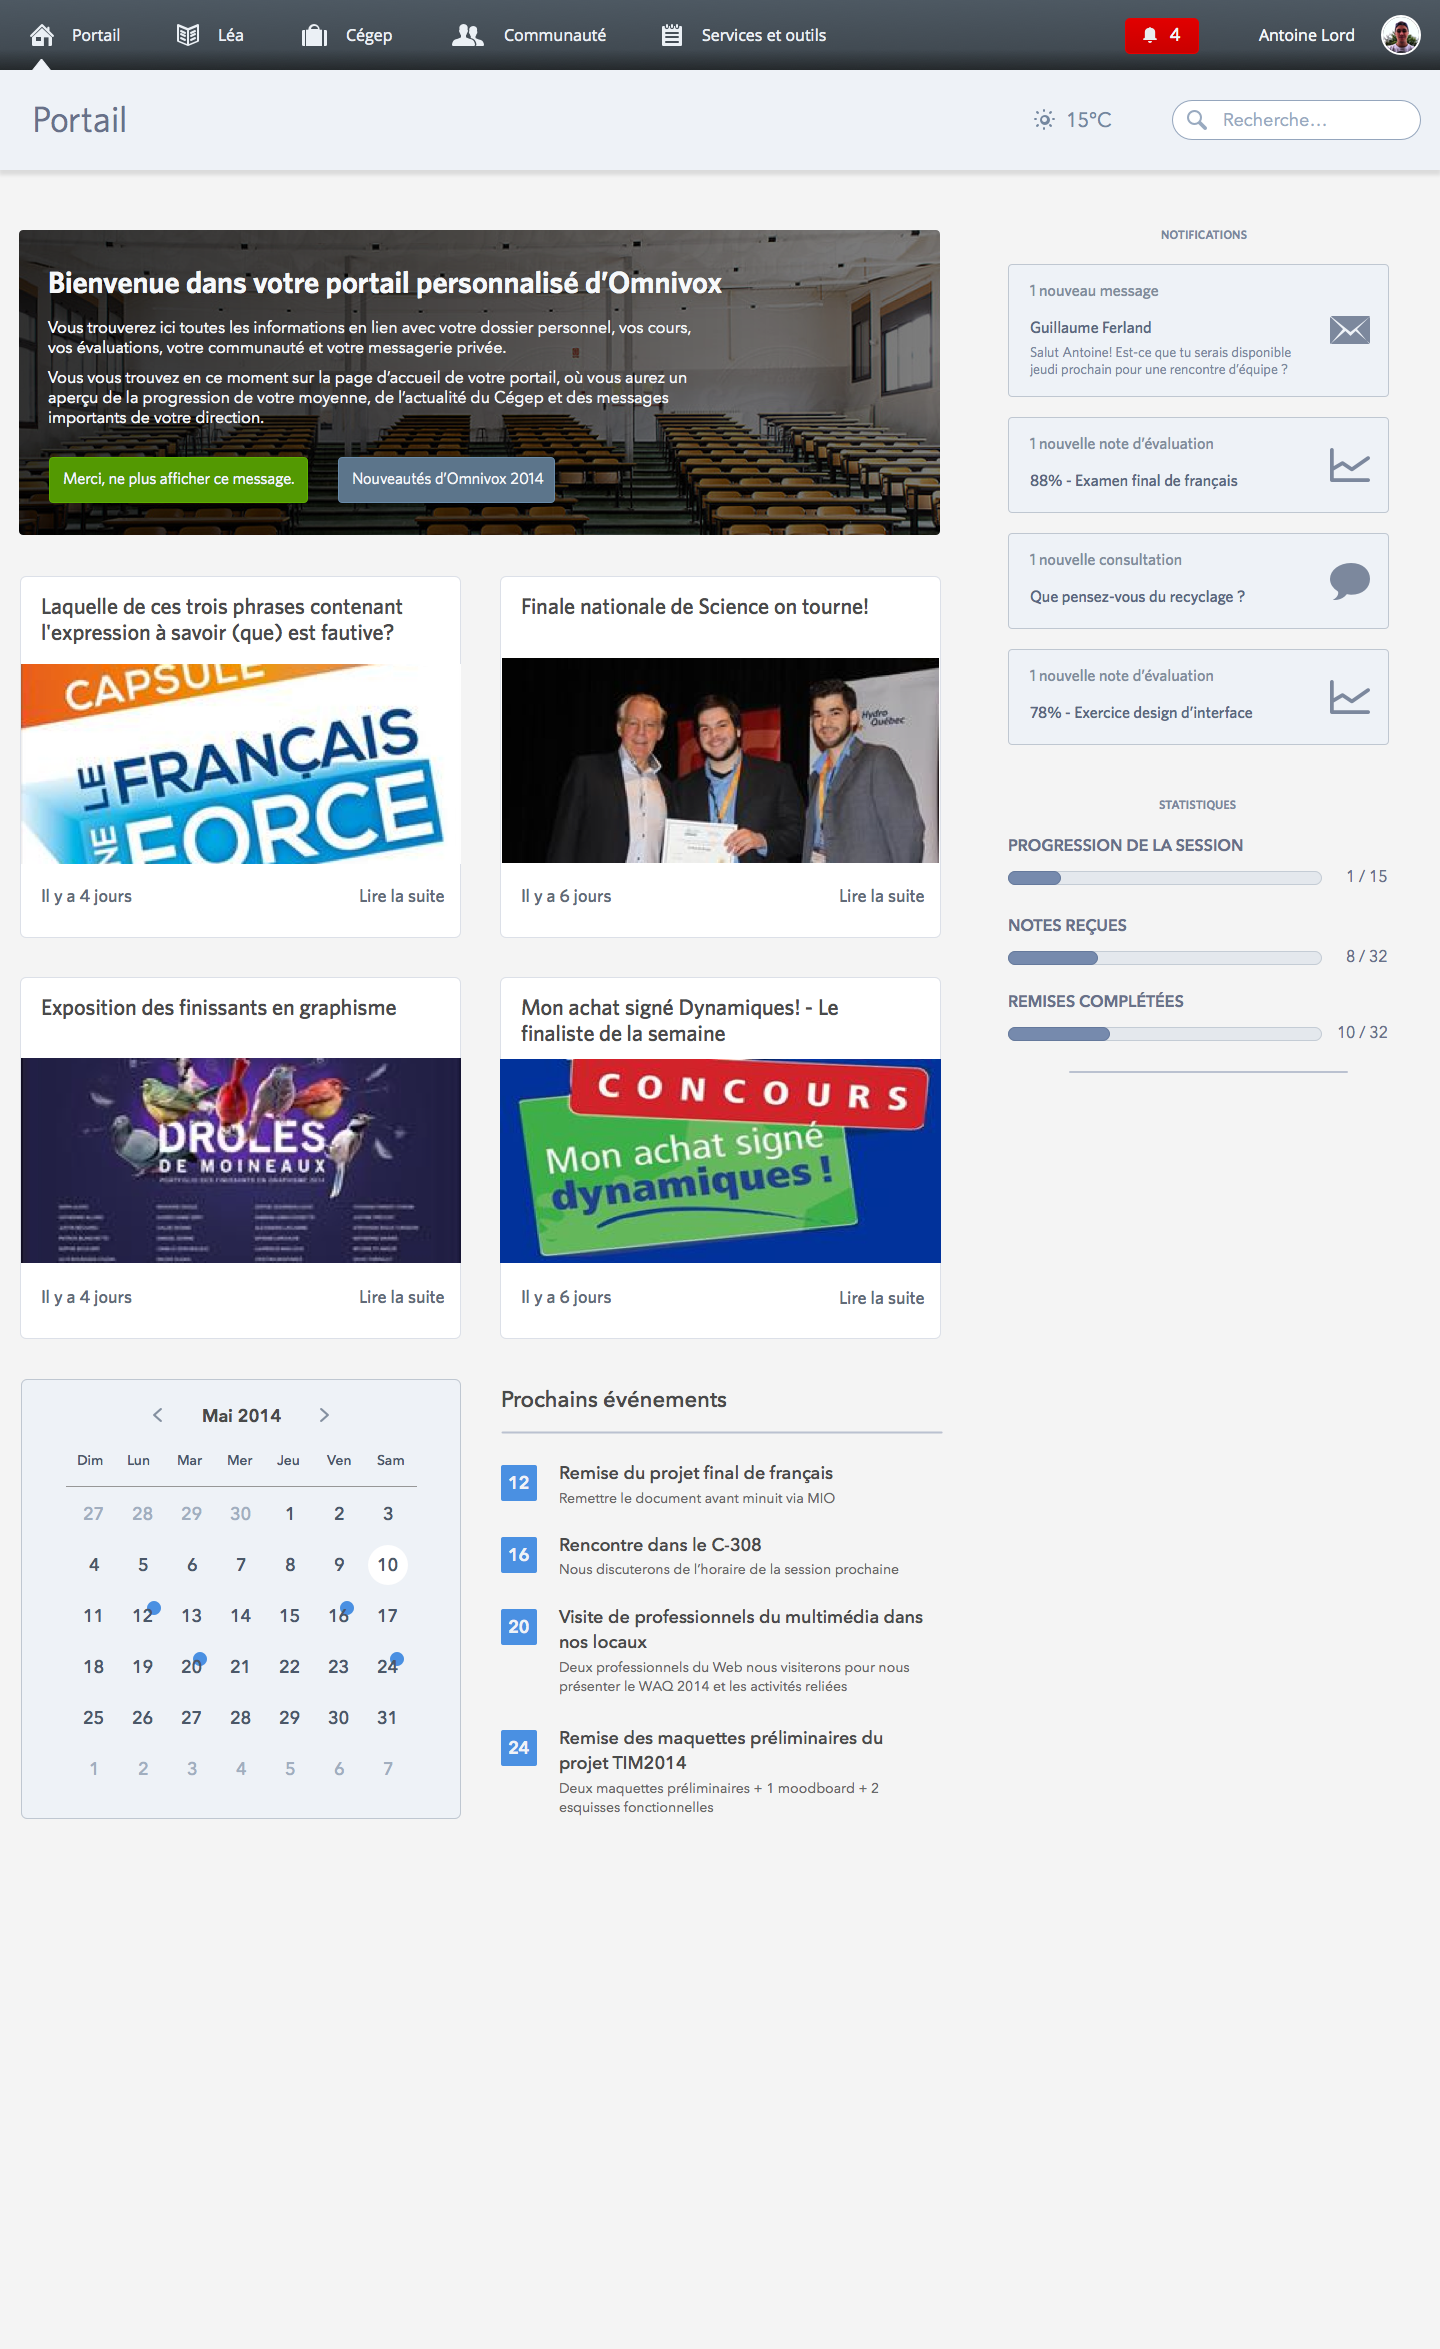 Portail
Léa
Cégep
Communauté
Services et outils
4
Antoine Lord
Portail
15°C
Recherche...
Bienvenue dans votre portail personnalisé d’Omnivox
Vous trouverez ici toutes les informations en lien avec votre dossier personnel, vos cours,
vos évaluations, votre communauté et votre messagerie privée.
Vous vous trouvez en ce moment sur la page d’accueil de votre portail, où vous aurez un
aperçu de la progression de votre moyenne, de l’actualité du Cégep et des messages
importants de votre direction.
Merci, ne plus afficher ce message.
Nouveautés d’Omnivox 2014
Laquelle de ces trois phrases contenant
l'expression à savoir (que) est fautive?
CAPSULE
LE FRANÇAIS
UNE FORCE
Il y a 4 jours
Lire la suite
Finale nationale de Science on tourne!
Hydro
Québec
Il y a 6 jours
Lire la suite
Exposition des finissants en graphisme
DRÔLES
DE MOINEAUX
PORTFOLIO DES FINISSANTS EN GRAPHISME 2014
Il y a 4 jours
Lire la suite
Mon achat signé Dynamiques! - Le
finaliste de la semaine
CONCOURS
Mon achat signé
dynamiques !
Il y a 6 jours
Lire la suite
Mai 2014
Dim Lun Mar Mer Jeu Ven Sam
27 28 29 30 1 2 3
4 5 6 7 8 9 10
11 12 13 14 15 16 17
18 19 20 21 22 23 24
25 26 27 28 29 30 31
1 2 3 4 5 6 7
Prochains événements
12
Remise du projet final de français
Remettre le document avant minuit via MIO
16
Rencontre dans le C-308
Nous discuterons de l’horaire de la session prochaine
20
Visite de professionnels du multimédia dans
nos locaux
Deux professionnels du Web nous visiterons pour nous
présenter le WAQ 2014 et les activités reliées
24
Remise des maquettes préliminaires du
projet TIM2014
Deux maquettes préliminaires + 1 moodboard + 2
esquisses fonctionnelles
NOTIFICATIONS
1 nouveau message
Guillaume Ferland
Salut Antoine! Est-ce que tu serais disponible
jeudi prochain pour une rencontre d’équipe ?
1 nouvelle note d’évaluation
88% - Examen final de français
1 nouvelle consultation
Que pensez-vous du recyclage ?
1 nouvelle note d’évaluation
78% - Exercice design d’interface
STATISTIQUES
PROGRESSION DE LA SESSION
1 / 15
NOTES REÇUES
8 / 32
REMISES COMPLÉTÉES
10 / 32